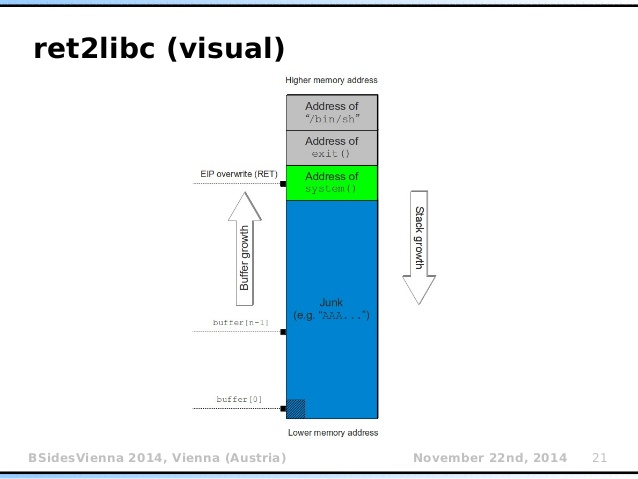 ret2libc (visual)
Higher memory address
Address of
“/bin/sh”
Address of
exit()
EIP overwrite (RET)
Address of
system()
Buffer growth
Stack growth
Junk
(e.g. “AAA...”)
buffer[n-1]
buffer[0]
Lower memory address
BSidesVienna 2014, Vienna (Austria)
November 22nd, 2014
21